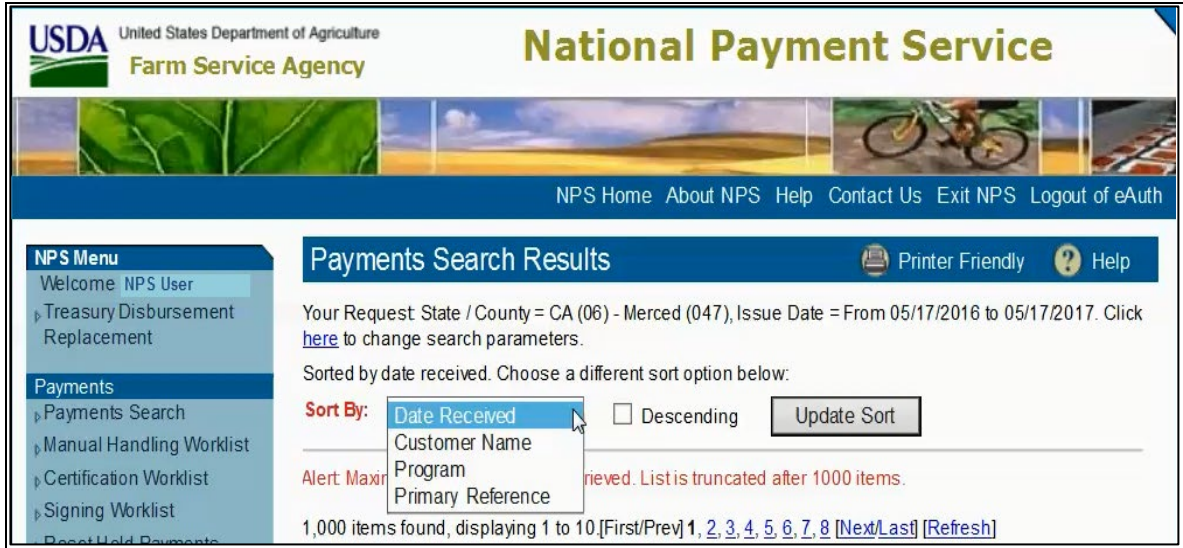 USDA United States Department of Agriculture
Farm Service Agency
National Payment Service
NPS Home About NPS Help Contact Us Exit NPS Logout of eAuth
NPS Menu
Welcome NPS User
Treasury Disbursement
Replacement
Payments
Payments Search
Manual Handling Worklist
Certification Worklist
Signing Worklist
Reset Held Payments
Payments Search Results
Printer Friendly
? Help
Your Request: State / County = CA (06) - Merced (047), Issue Date = From 05/17/2016 to 05/17/2017. Click
here to change search parameters.
Sorted by date received. Choose a different sort option below:
Sort By: Date Received Descending Update Sort
Customer Name
Program
Primary Reference
Alert: rieved. List is truncated after 1000 items.
1,000 items found, displaying 1 to 10.[First/Prev] 1, 2, 3, 4, 5, 6, 7, 8 [Next/Last] [Refresh]